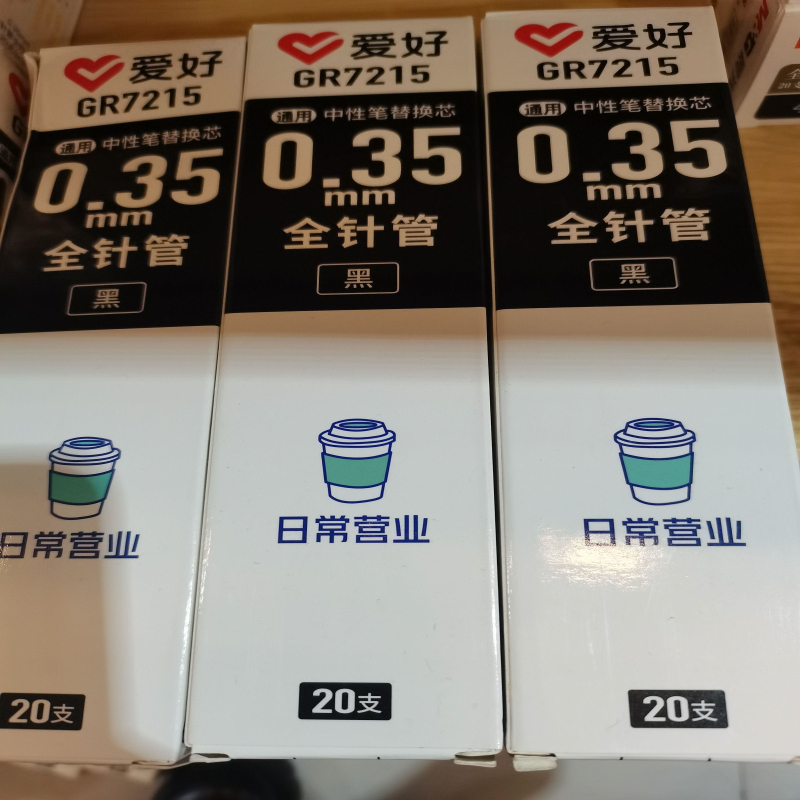 爱好
GR7215
通用 中性笔替换芯
0.35
mm
全针管
黑
日常营业
20支
爱好
GR7215
通用 中性笔替换芯
0.35
mm
全针管
黑
日常营业
20支
爱好
GR7215
通用 中性笔替换芯
0.35
mm
全针管
黑
日常营业
20支